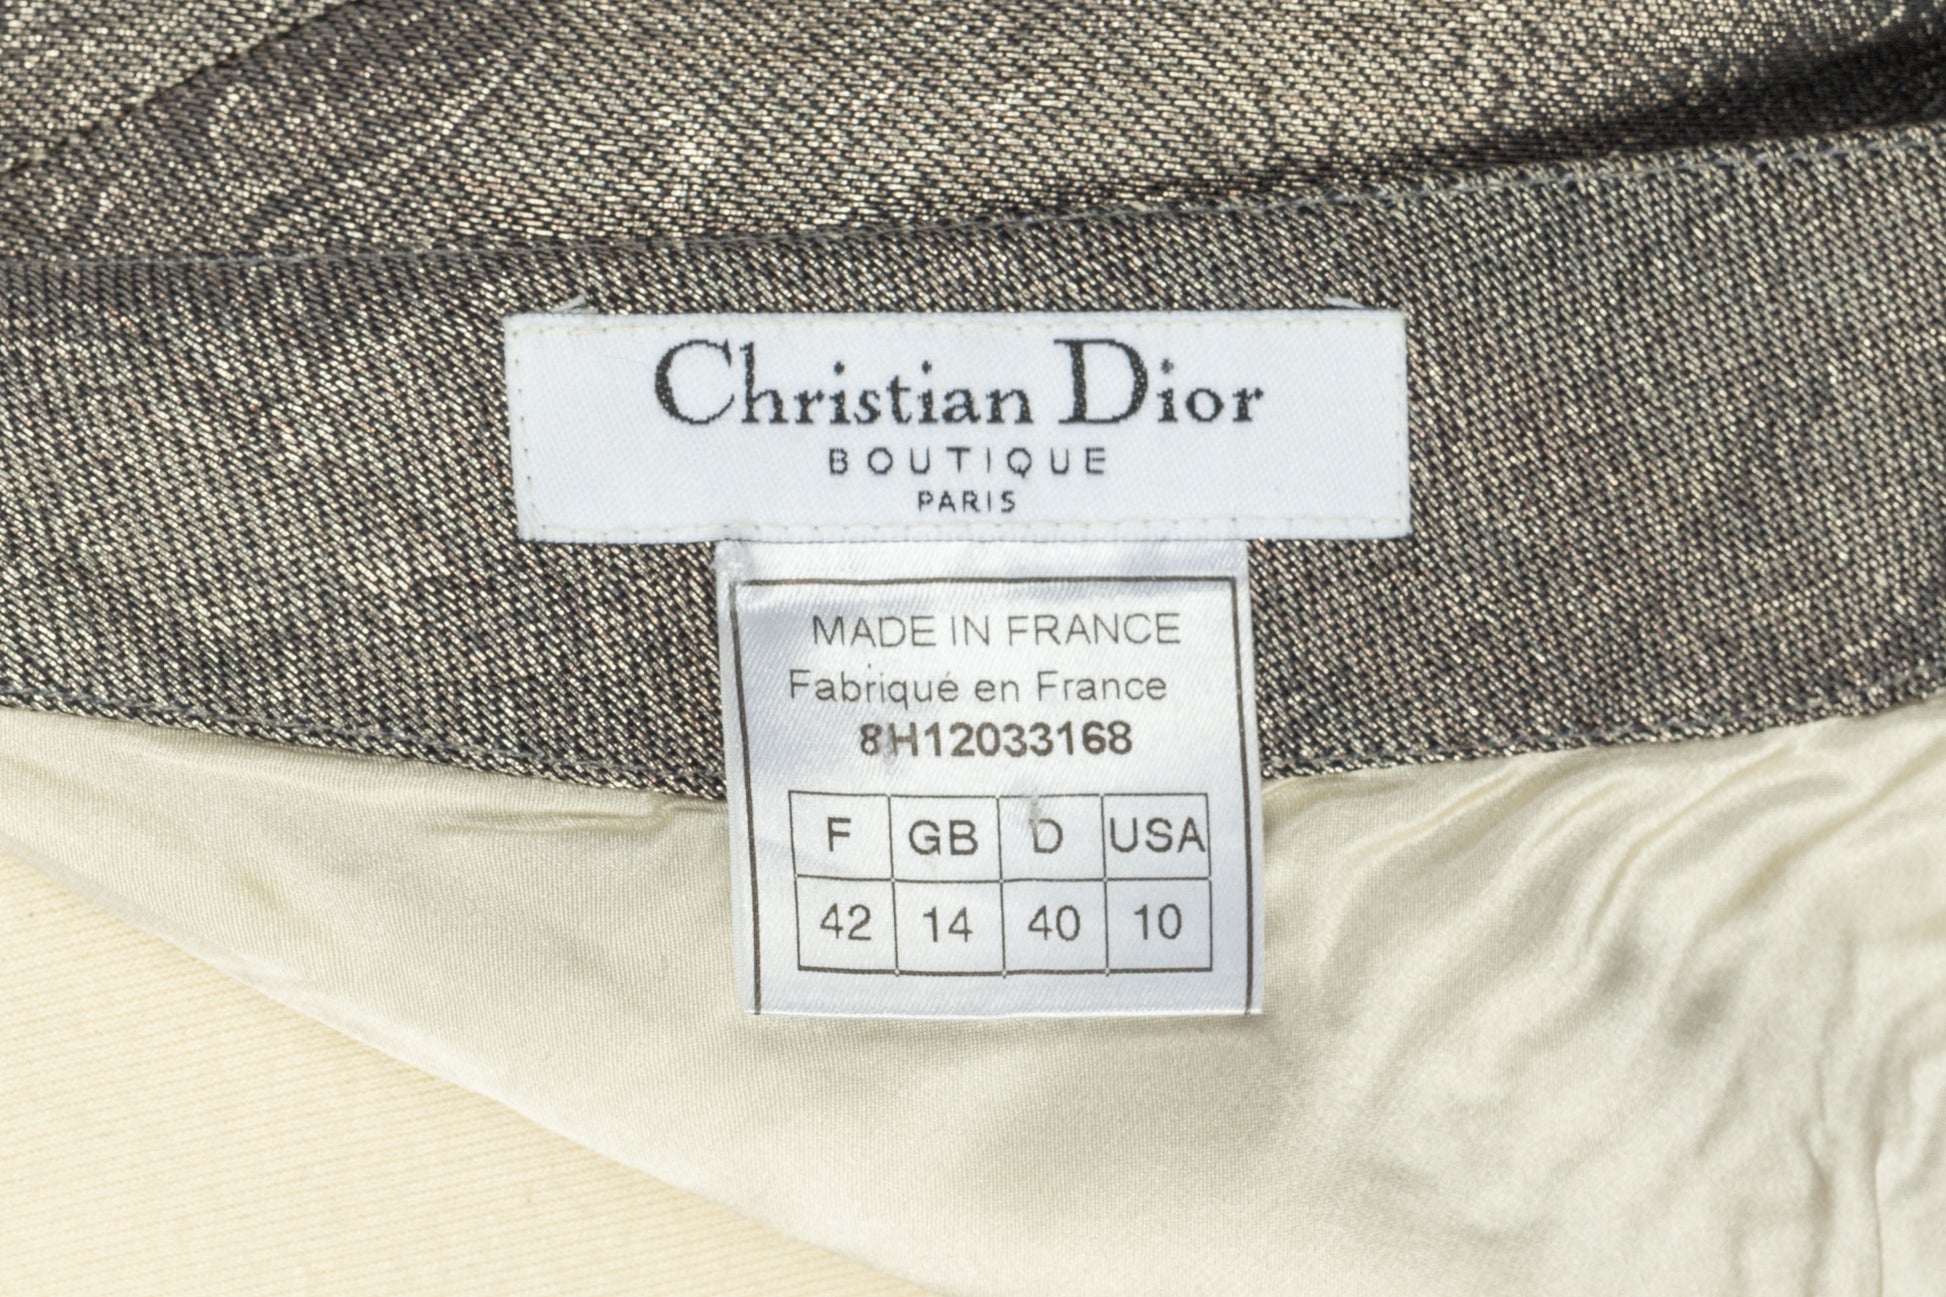 Christian Dior
BOUTIQUE
PARIS
MADE IN FRANCE
Fabriqué en France
8H12033168
F GB D USA
42 14 40 10